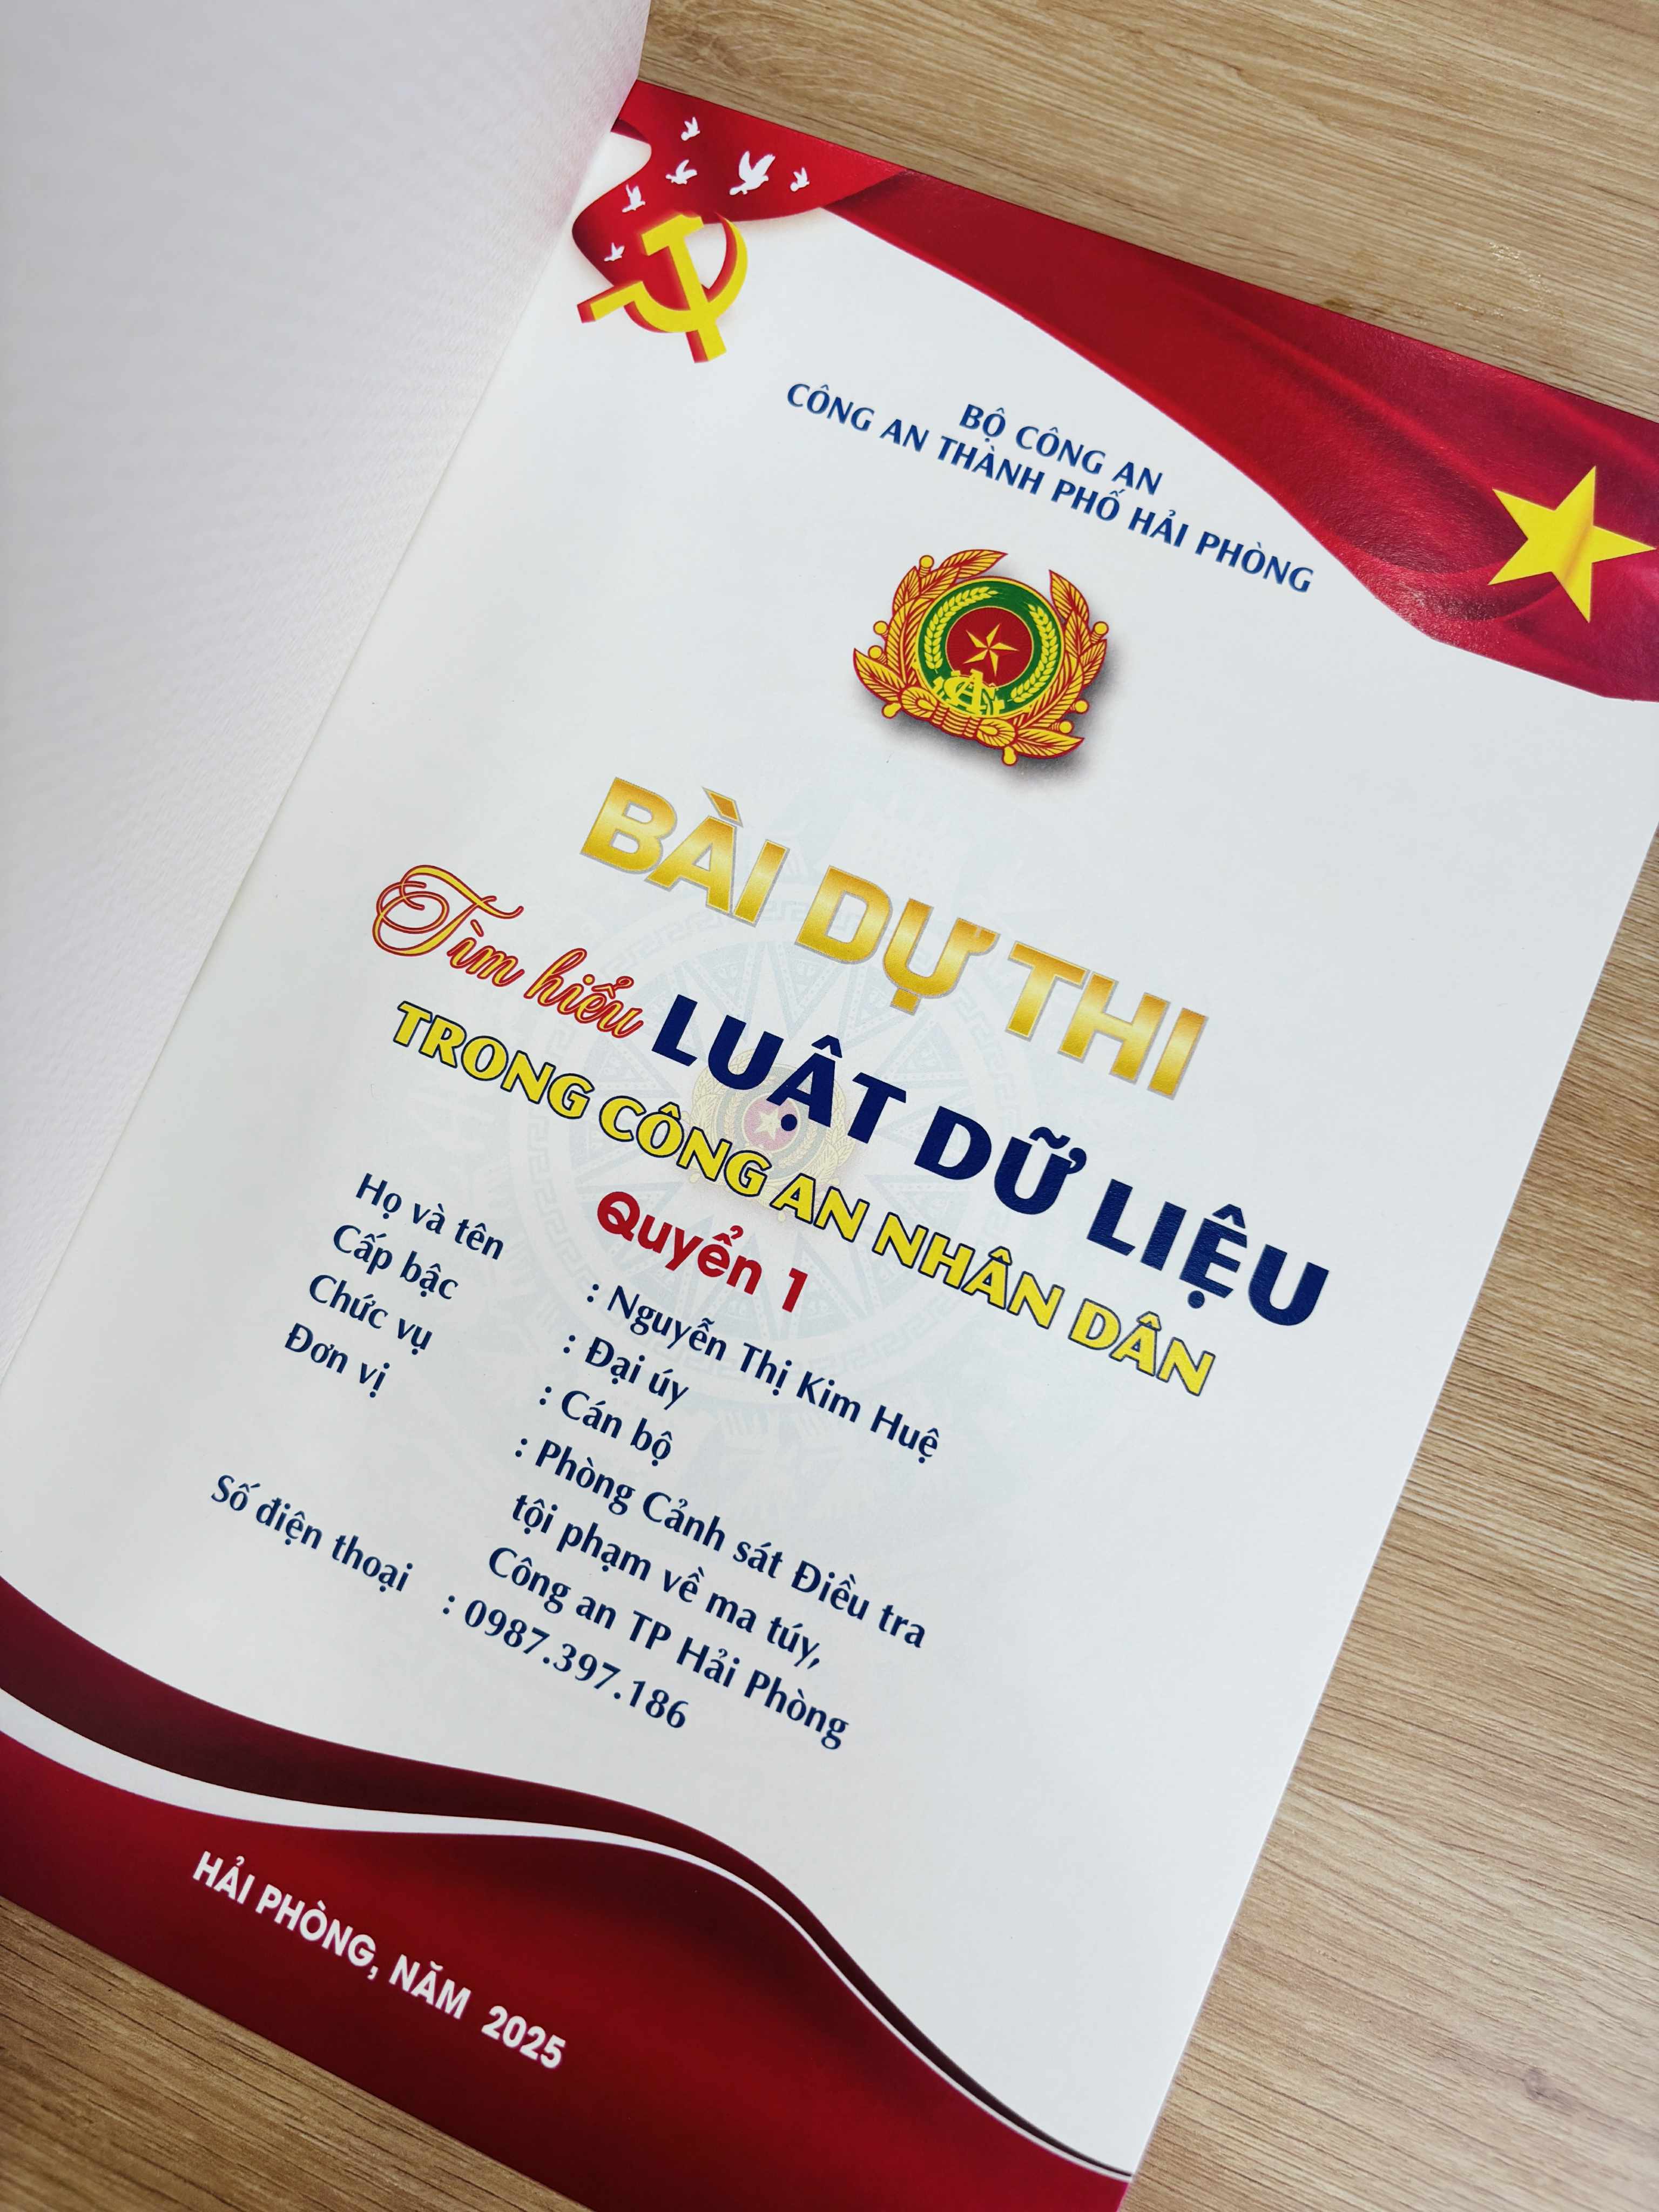 BỘ CÔNG AN
CÔNG AN THÀNH PHỐ HẢI PHÒNG
BÀI DỰ THI
Tìm hiểu LUẬT DỮ LIỆU
TRONG CÔNG AN NHÂN DÂN
Quyển 1
Họ và tên : Nguyễn Thị Kim Huệ
Cấp bậc : Đại úy
Chức vụ : Cán bộ
Đơn vị : Phòng Cảnh sát Điều tra
tội phạm về ma túy,
Công an TP Hải Phòng
Số điện thoại : 0987.397.186
HẢI PHÒNG, NĂM 2025